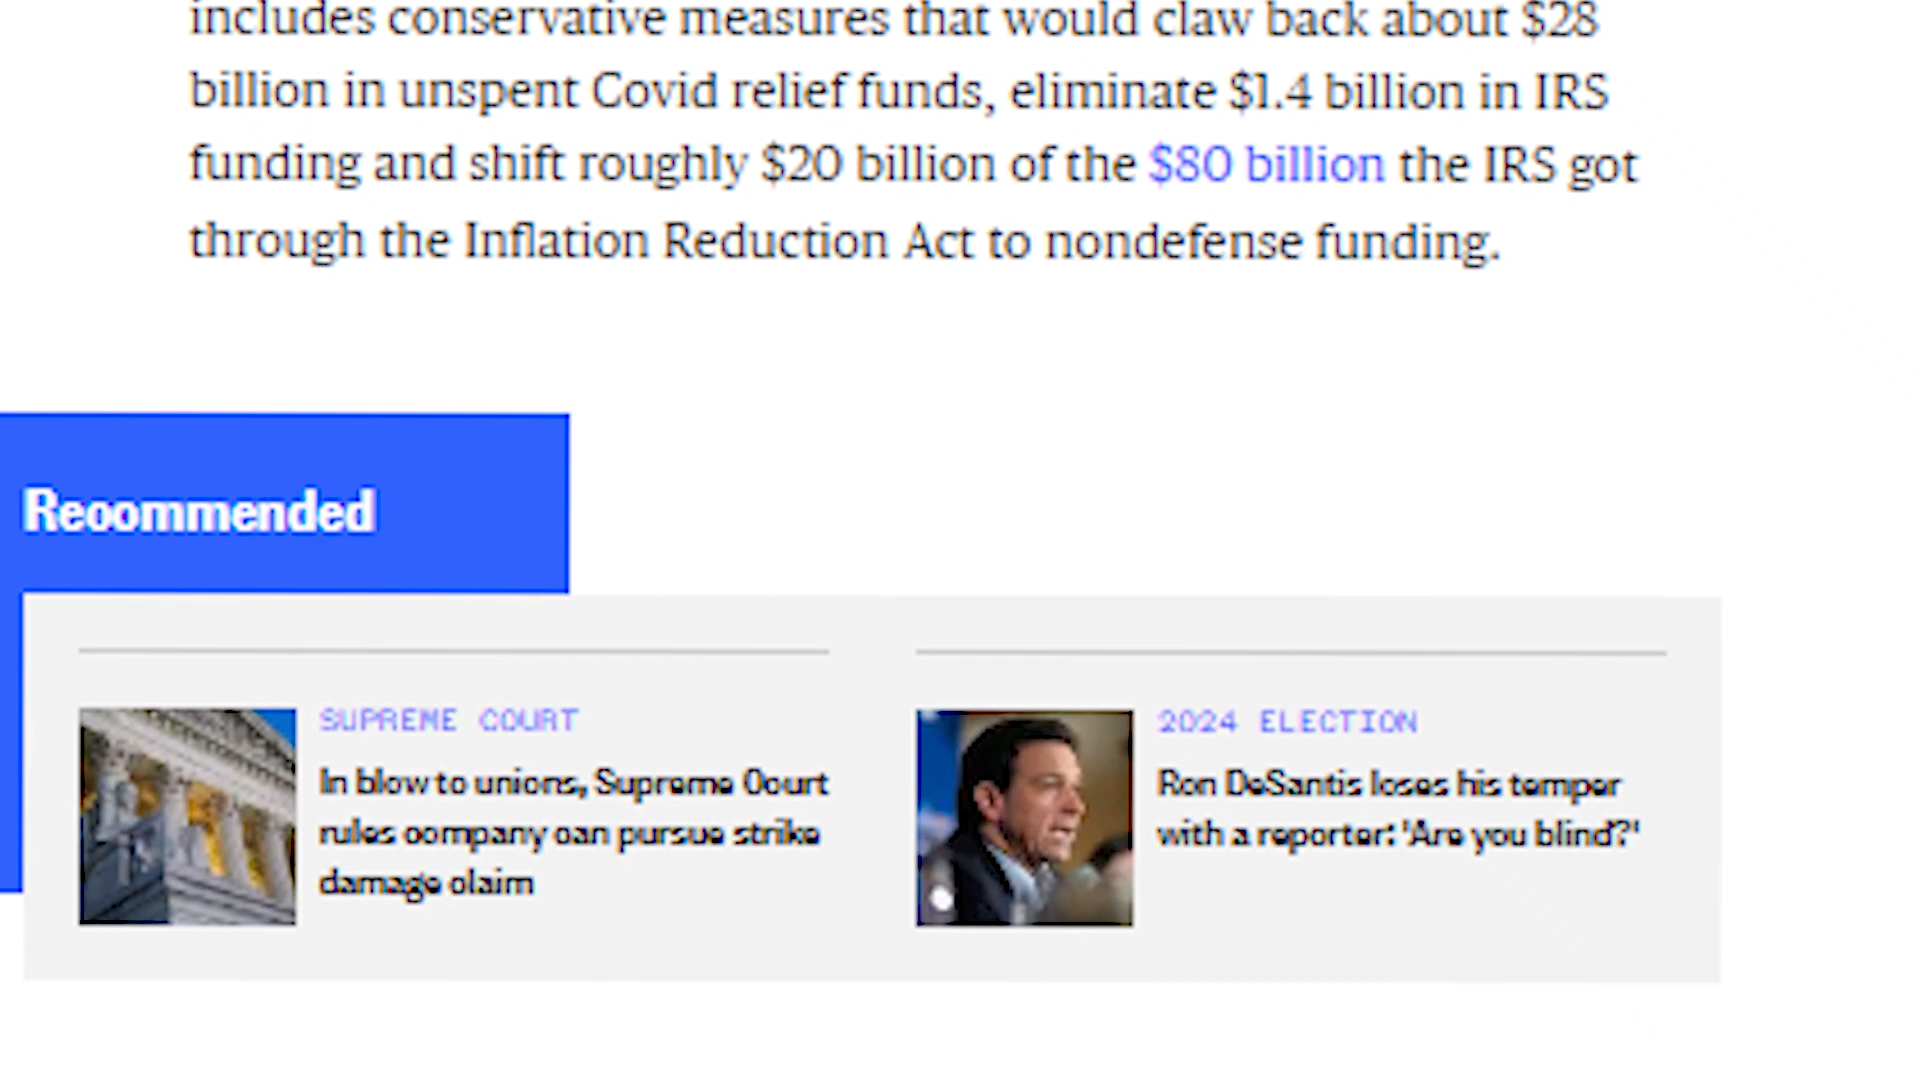 includes conservative measures that would claw back about $28
billion in unspent Covid relief funds, eliminate $1.4 billion in IRS
funding and shift roughly $20 billion of the $80 billion the IRS got
through the Inflation Reduction Act to nondefense funding.
Recommended
SUPREME COURT
In blow to unions, Supreme Court
rules company can pursue strike
damage claim
2024 ELECTION
Ron DeSantis loses his temper
with a reporter: 'Are you blind?'